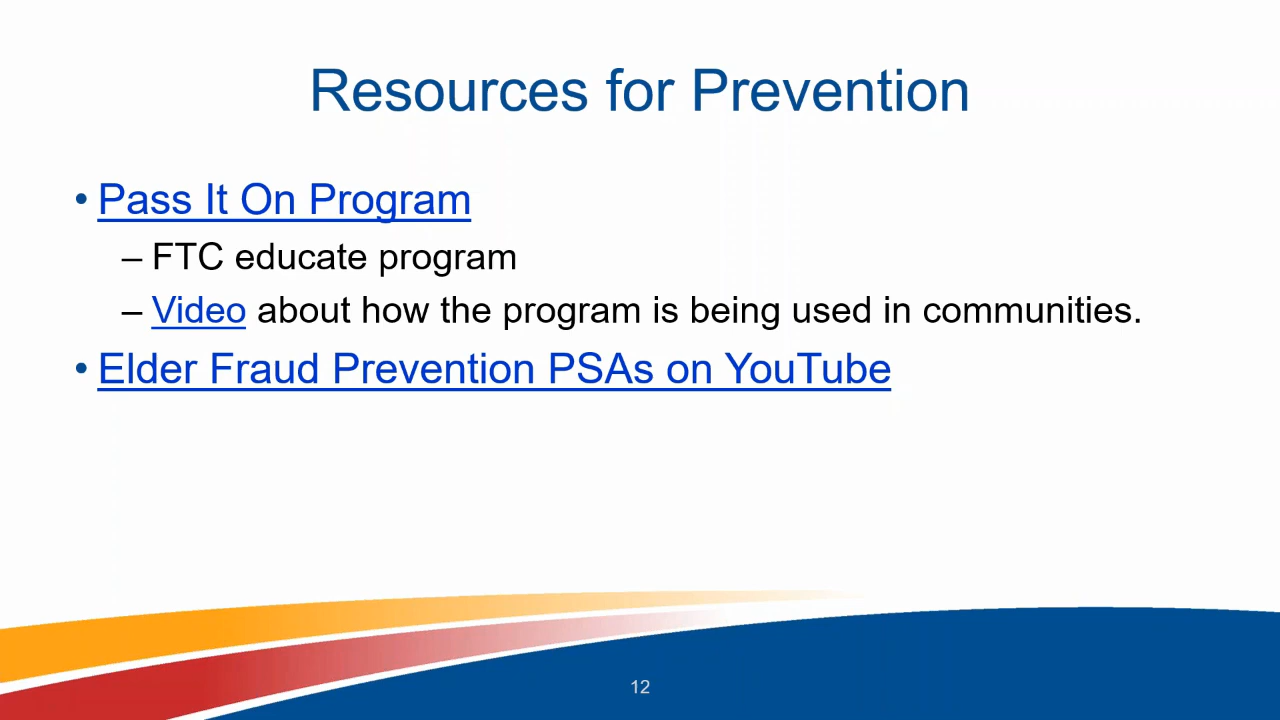 Resources for Prevention
• Pass It On Program
– FTC educate program
– Video about how the program is being used in communities.
• Elder Fraud Prevention PSAs on YouTube
12